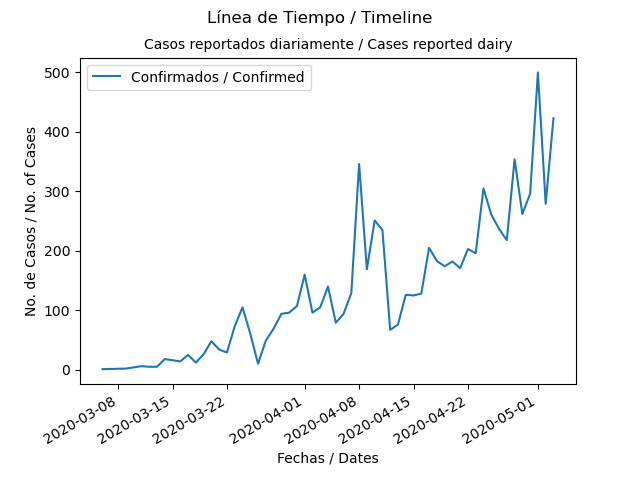 Línea de Tiempo / Timeline
Casos reportados diariamente / Cases reported dairy
Confirmados / Confirmed
500
400
300
200
100
0
No. de Casos / No. of Cases
2020-03-08
2020-03-15
2020-03-22
2020-04-01
2020-04-08
2020-04-15
2020-04-22
2020-05-01
Fechas / Dates